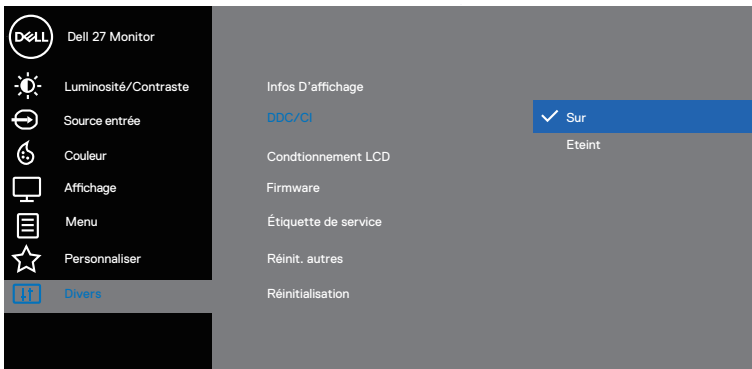 DELL
Dell 27 Monitor
Luminosité/Contraste
Source entrée
Couleur
Affichage
Menu
Personnaliser
Divers
Infos D'affichage
DDC/CI
Condtionnement LCD
Firmware
Étiquette de service
Réinit. autres
Réinitialisation
Sur
Eteint